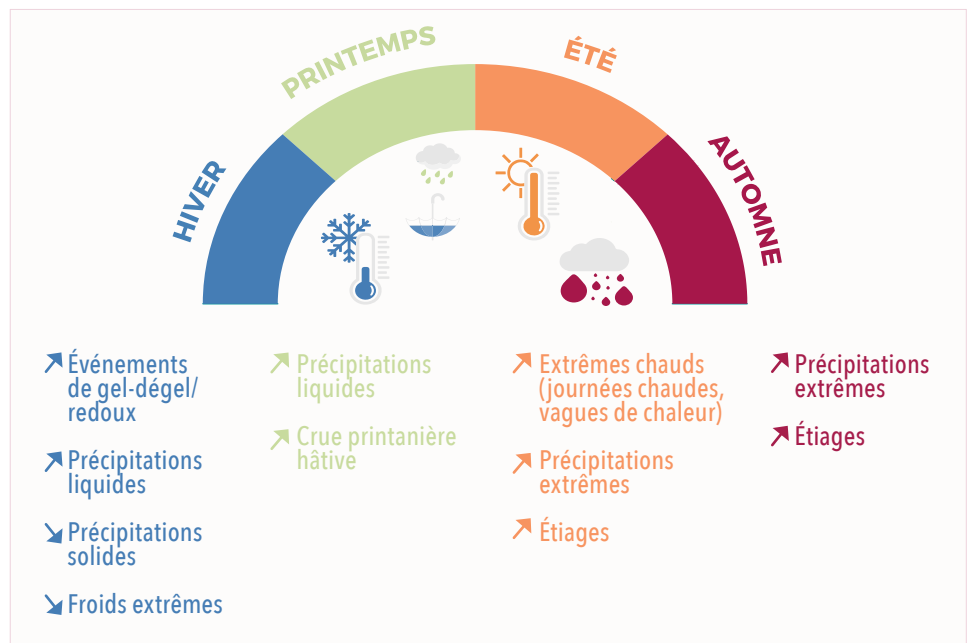 HIVER
PRINTEMPS
ÉTÉ
AUTOMNE
Événements
de gel-dégel/
redoux
Précipitations
liquides
Précipitations
solides
Froids extrêmes
Précipitations
liquides
Crue printanière
hâtive
Extrêmes chauds
(journées chaudes,
vagues de chaleur)
Précipitations
extrêmes
Étiages
Précipitations
extrêmes
Étiages